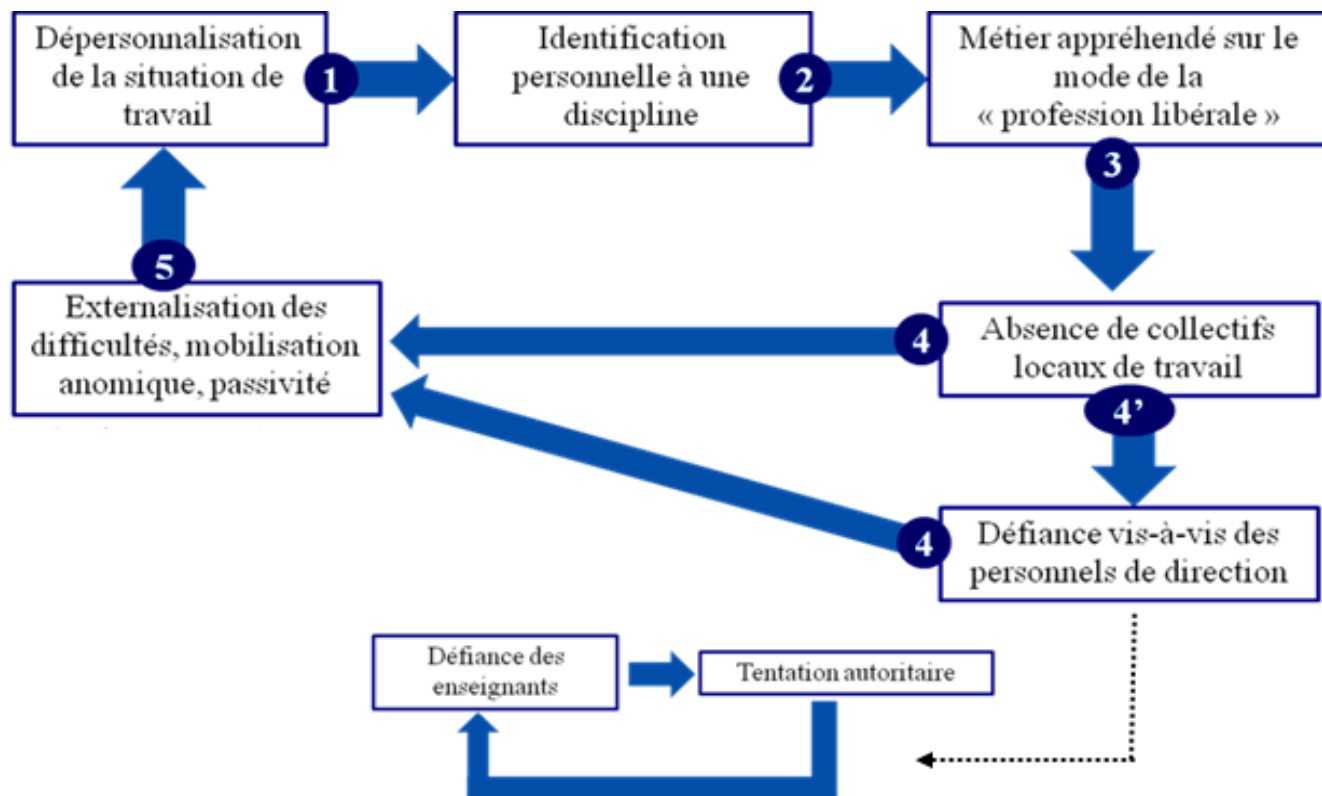 Dépersonnalisation
de la situation de
travail
1
Identification
personnelle à une
discipline
2
Métier appréhendé sur le
mode de la
« profession libérale »
3
5
Externalisation des
difficultés, mobilisation
anomique, passivité
4
Absence de collectifs
locaux de travail
4’
4
Défiance vis-à-vis des
personnels de direction
Défiance des
enseignants
Tentation autoritaire